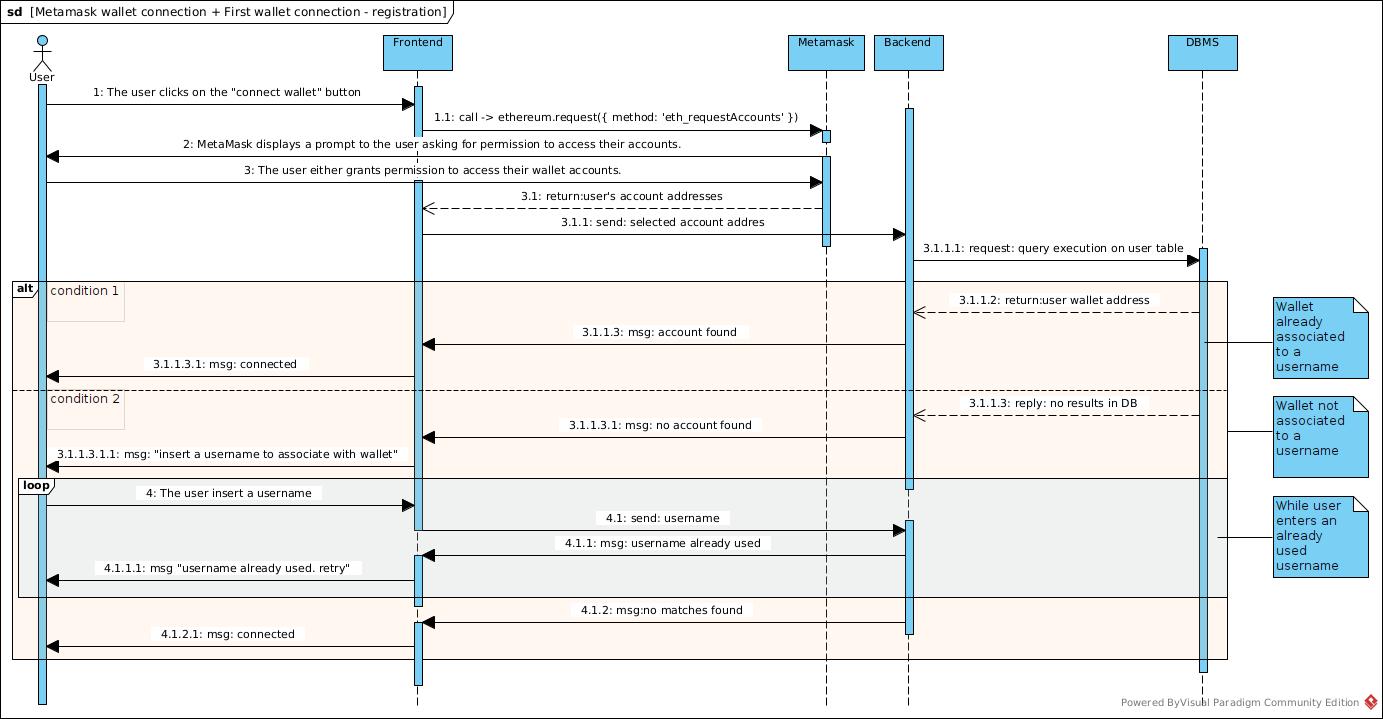 sd [Metamask wallet connection + First wallet connection - registration]
User
Frontend
Metamask
Backend
DBMS
1: The user clicks on the "connect wallet" button
1.1: call -> ethereum.request({ method: 'eth_requestAccounts' })
2: MetaMask displays a prompt to the user asking for permission to access their accounts.
3: The user either grants permission to access their wallet accounts.
3.1: return:user's account addresses
3.1.1: send: selected account addres
3.1.1.1: request: query execution on user table
alt
condition 1
3.1.1.2: return:user wallet address
Wallet
already
associated
to a
username
3.1.1.3: msg: account found
3.1.1.3.1: msg: connected
condition 2
3.1.1.3: reply: no results in DB
Wallet not
associated
to a
username
3.1.1.3.1: msg: no account found
3.1.1.3.1.1: msg: "insert a username to associate with wallet"
loop
4: The user insert a username
While user
enters an
already
used
username
4.1: send: username
4.1.1: msg: username already used
4.1.1.1: msg "username already used. retry"
4.1.2: msg:no matches found
4.1.2.1: msg: connected
Powered ByVisual Paradigm Community Edition